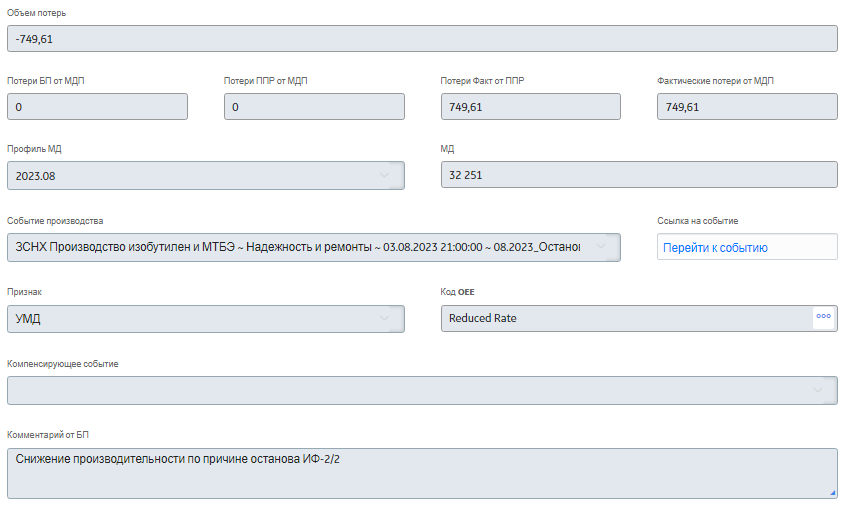 Объем потерь
-749,61
Потери БП от МДП
Потери ППР от МДП
Потери Факт от ППР
Фактические потери от МДП
0
0
749,61
749,61
Профиль МД
МД
2023.08
32 251
Событие производства
Ссылка на событие
ЗСНХ Производство изобутилен и МТБЭ ~ Надежность и ремонты ~ 03.08.2023 21:00:00 ~ 08.2023_Останов
Перейти к событию
Признак
Код OEE
УМД
Reduced Rate
Компенсирующее событие
Комментарий от БП
Снижение производительности по причине останова ИФ-2/2